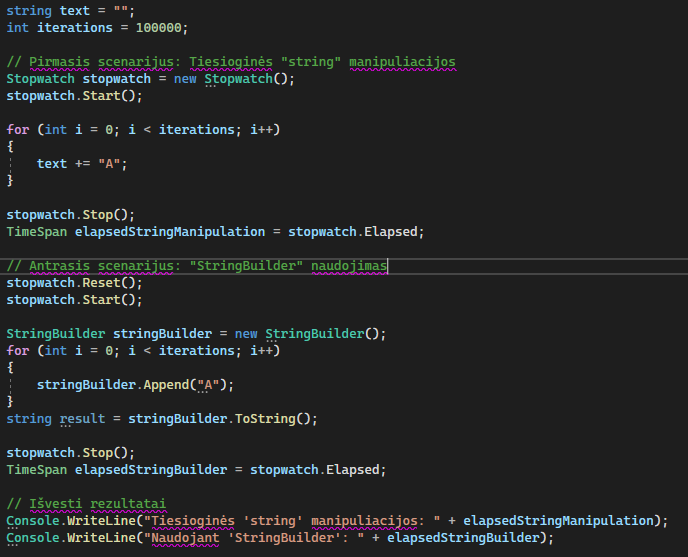 string text = "";
int iterations = 100000;
// Pirmasis scenarijus: Tiesioginės "string" manipuliacijos
Stopwatch stopwatch = new Stopwatch();
stopwatch.Start();
for (int i = 0; i < iterations; i++)
{
text += "A";
}
stopwatch.Stop();
TimeSpan elapsedStringManipulation = stopwatch.Elapsed;
// Antrasis scenarijus: "StringBuilder" naudojimas
stopwatch.Reset();
stopwatch.Start();
StringBuilder stringBuilder = new StringBuilder();
for (int i = 0; i < iterations; i++)
{
stringBuilder.Append("A");
}
string result = stringBuilder.ToString();
stopwatch.Stop();
TimeSpan elapsedStringBuilder = stopwatch.Elapsed;
// Išvesti rezultatai
Console.WriteLine("Tiesioginės 'string' manipuliacijos: " + elapsedStringManipulation);
Console.WriteLine("Naudojant 'StringBuilder': " + elapsedStringBuilder);